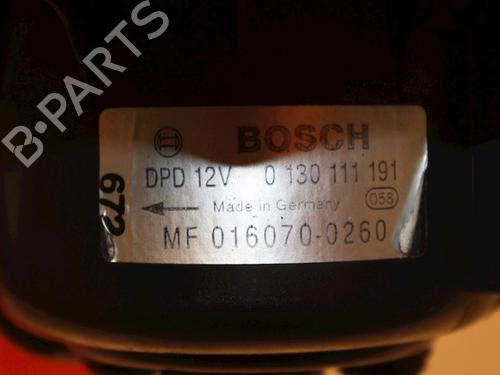 B-PARTS
BOSCH
DPD 12V 0 130 111 191
Made in Germany 058
MF 016070-0260
672